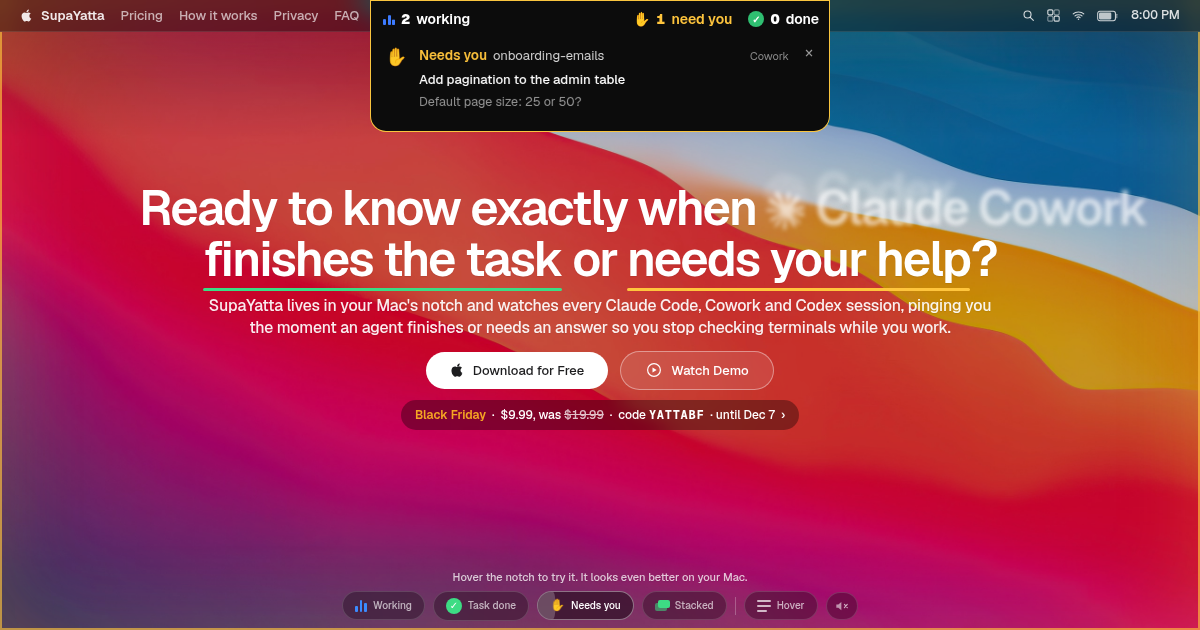 SupaYatta Pricing How it works Privacy FAQ
8:00 PM
2 working 1 need you ✓ 0 done
Needs you onboarding-emails Cowork ×
Add pagination to the admin table
Default page size: 25 or 50?
Ready to know exactly when Claude Cowork
finishes the task or needs your help?
SupaYatta lives in your Mac's notch and watches every Claude Code, Cowork and Codex session, pinging you
the moment an agent finishes or needs an answer so you stop checking terminals while you work.
Download for Free Watch Demo
Black Friday · $9.99, was $19.99 · code YATTABF · until Dec 7 ›
Hover the notch to try it. It looks even better on your Mac.
Working Task done Needs you Stacked Hover